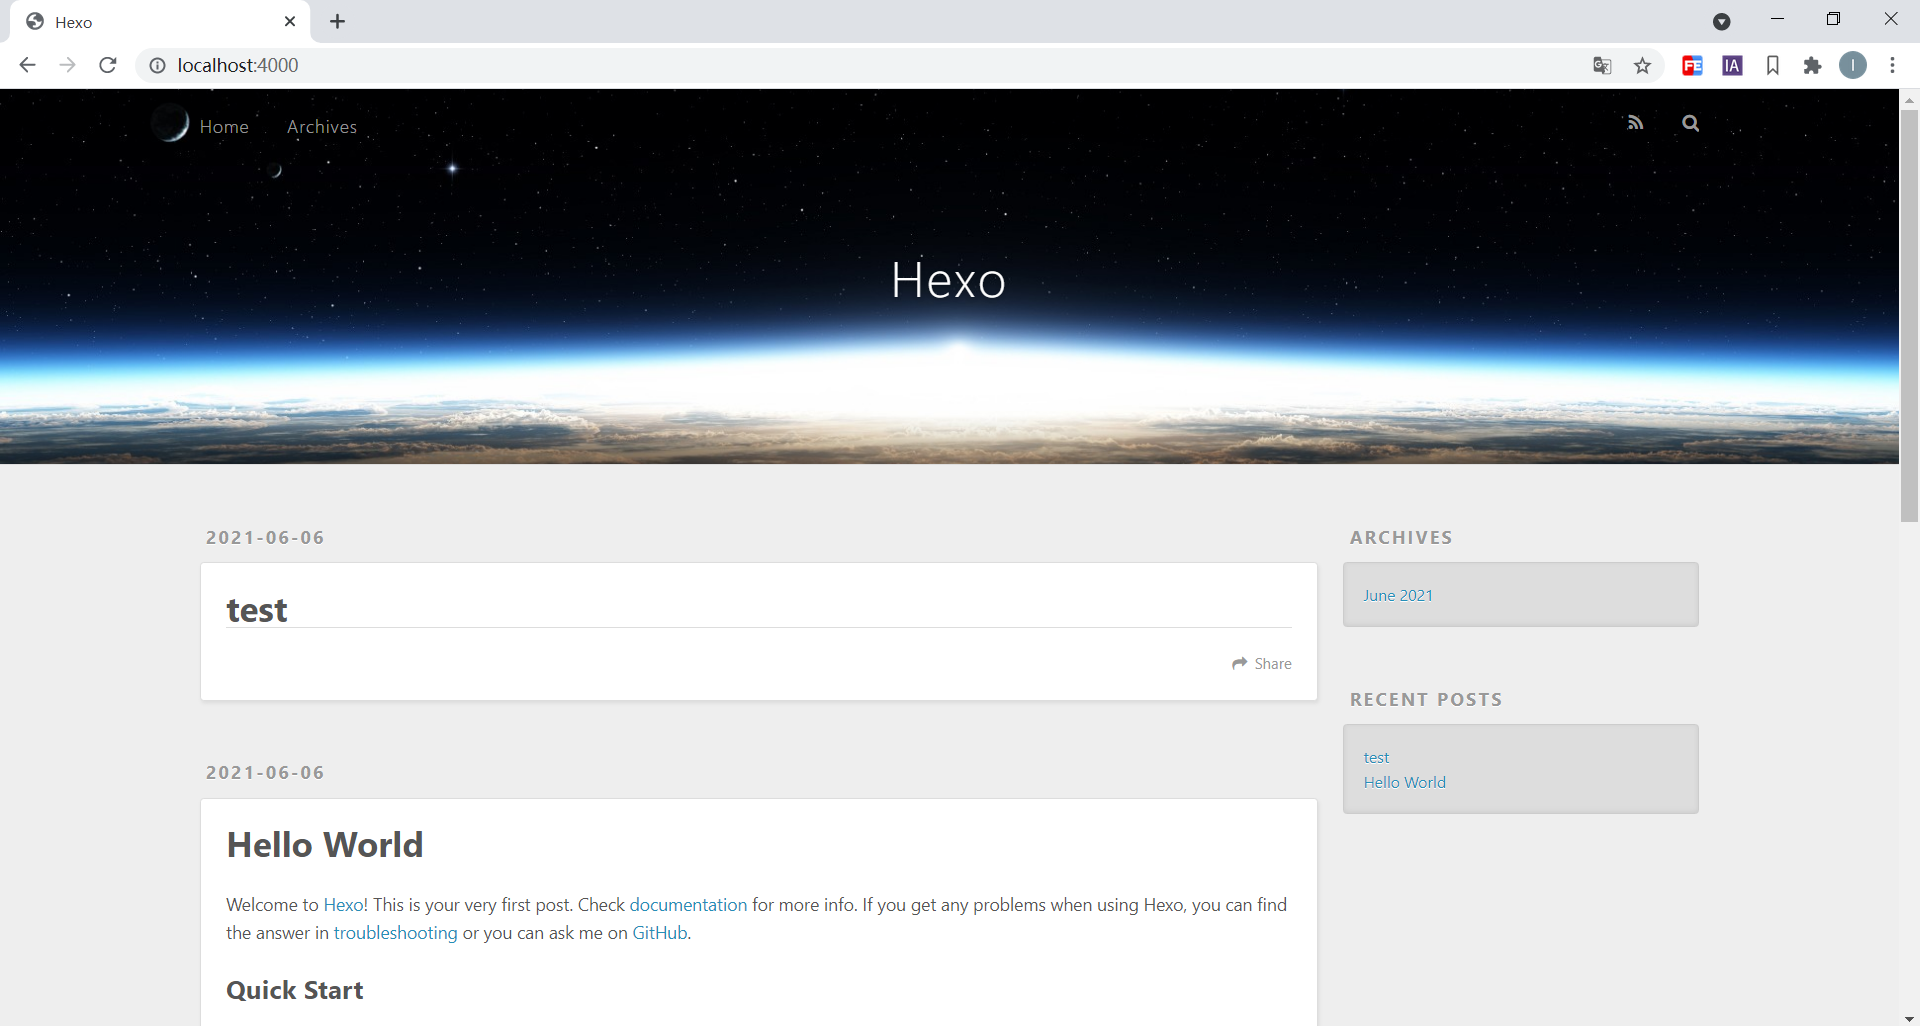 Hexo
localhost:4000
FE
IA
I
Home Archives
Hexo
2021-06-06
test
Share
2021-06-06
Hello World
Welcome to Hexo! This is your very first post. Check documentation for more info. If you get any problems when using Hexo, you can find
the answer in troubleshooting or you can ask me on GitHub.
Quick Start
ARCHIVES
June 2021
RECENT POSTS
test
Hello World